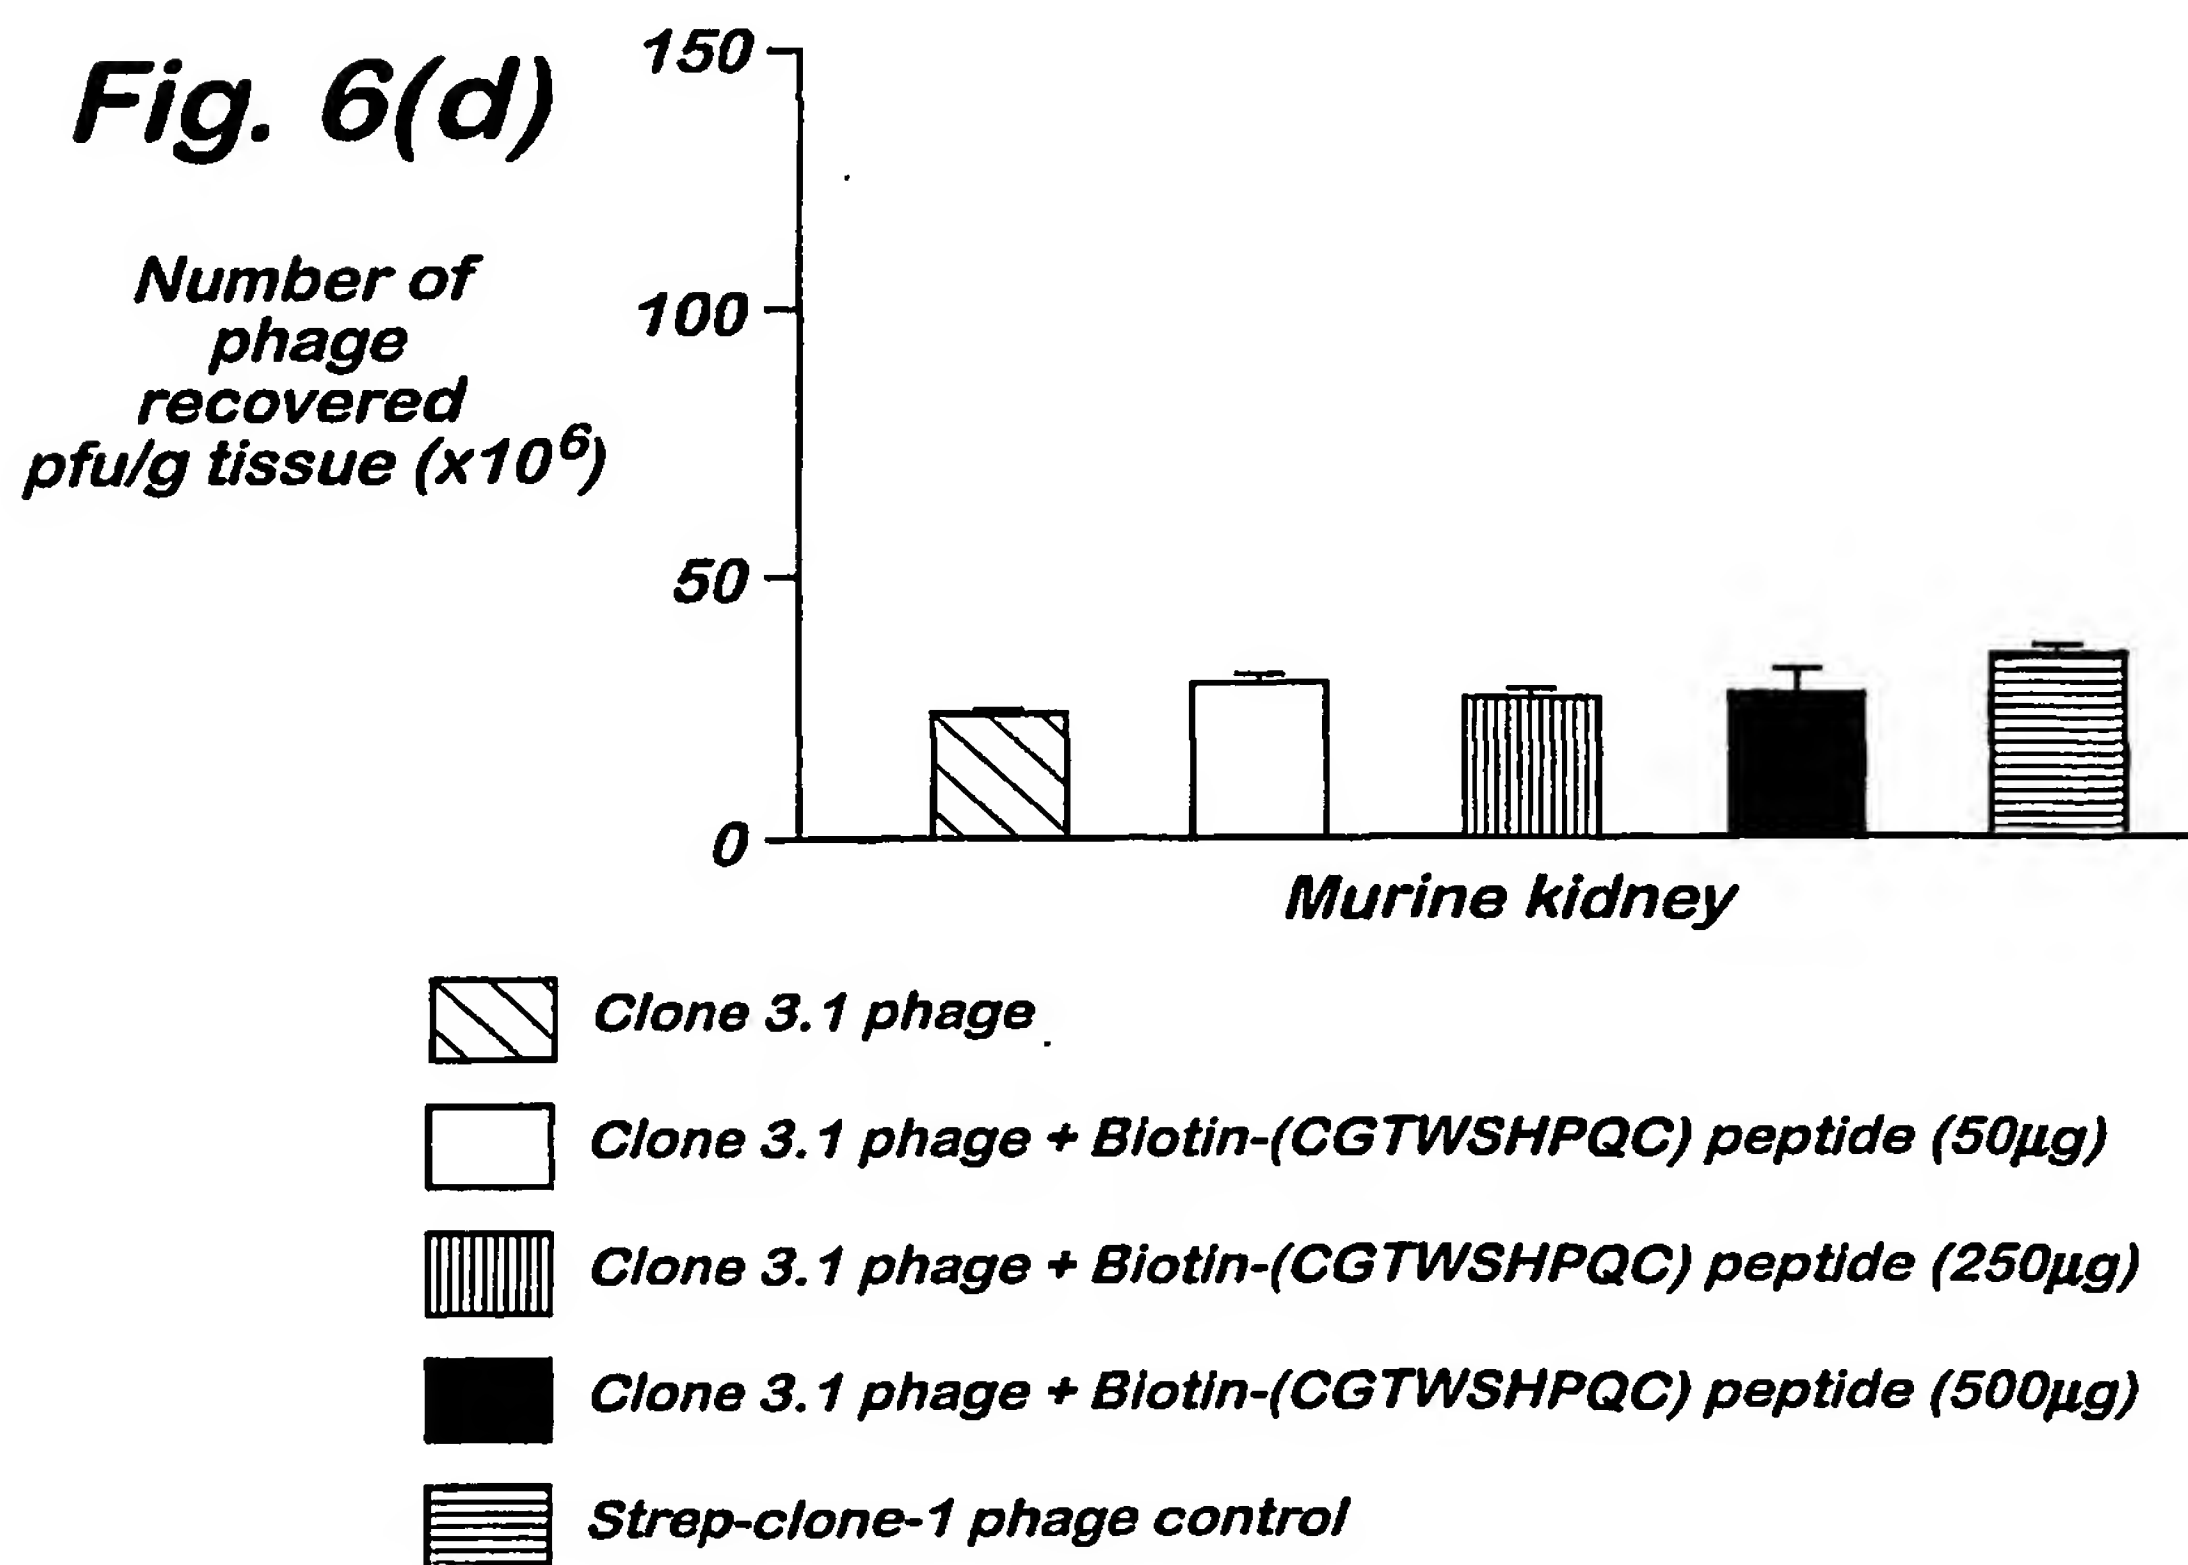 Fig. 6(d)
Number of
phage
recovered
pfu/g tissue (x10⁶)
150
100
50
0
Murine kidney
Clone 3.1 phage
Clone 3.1 phage + Biotin-(CGTWSHPQC) peptide (50µg)
Clone 3.1 phage + Biotin-(CGTWSHPQC) peptide (250µg)
Clone 3.1 phage + Biotin-(CGTWSHPQC) peptide (500µg)
Strep-clone-1 phage control